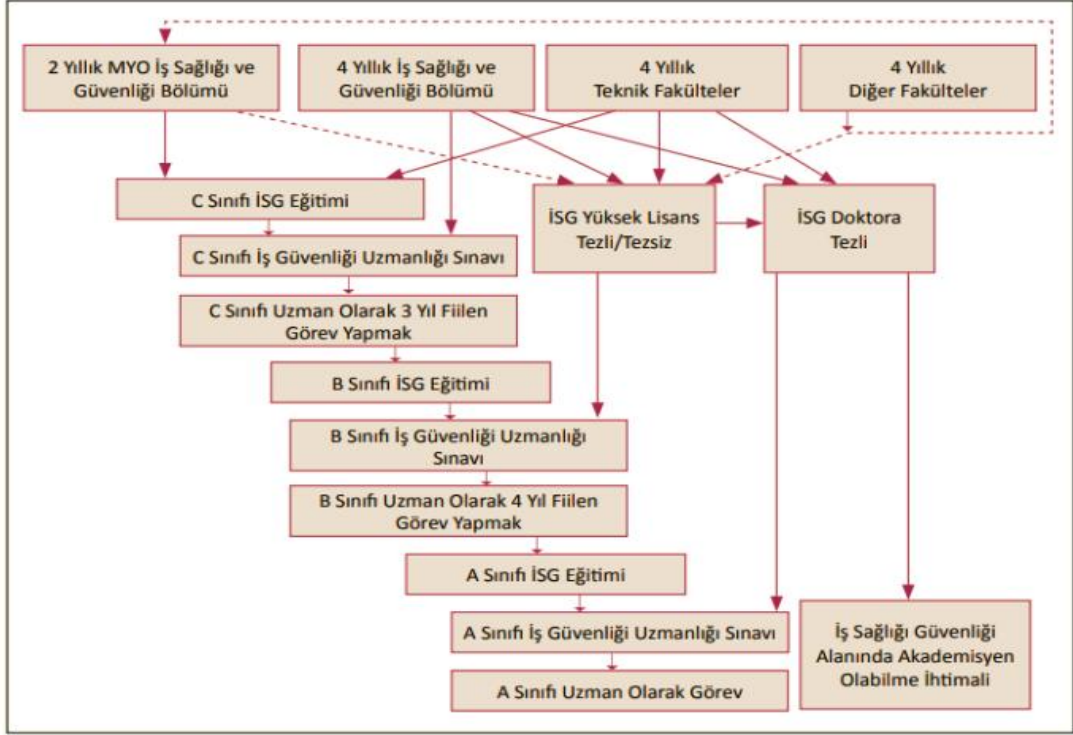 2 Yıllık MYO İş Sağlığı ve
Güvenliği Bölümü
4 Yıllık İş Sağlığı ve
Güvenliği Bölümü
4 Yıllık
Teknik Fakülteler
4 Yıllık
Diğer Fakülteler
C Sınıfı İSG Eğitimi
İSG Yüksek Lisans
Tezli/Tezsiz
İSG Doktora
Tezli
C Sınıfı İş Güvenliği Uzmanlığı Sınavı
C Sınıfı Uzman Olarak 3 Yıl Fiilen
Görev Yapmak
B Sınıfı İSG Eğitimi
B Sınıfı İş Güvenliği Uzmanlığı
Sınavı
B Sınıfı Uzman Olarak 4 Yıl Fiilen
Görev Yapmak
A Sınıfı İSG Eğitimi
A Sınıfı İş Güvenliği Uzmanlığı Sınavı
A Sınıfı Uzman Olarak Görev
İş Sağlığı Güvenliği
Alanında Akademisyen
Olabilme İhtimali